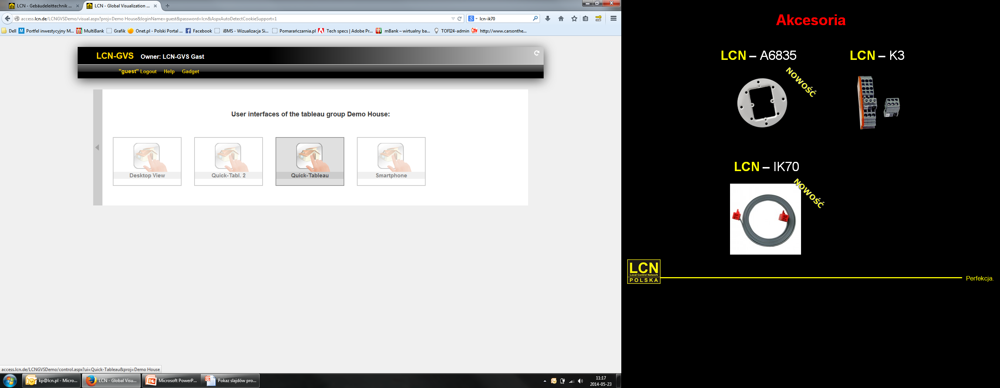 LCN - Gebäudeleittechnik ...
LCN - Global Visualization ...
access.lcn.de/LCNGVSDemo/visual.aspx?proj=Demo House&loginName=guest&password=lcn&AspxAutoDetectCookieSupport=1
lcn-ik70
Dell
Portfel inwestycyjny M...
MultiBank
Grafik
Onet.pl - Polski Portal ...
Facebook
iBMS - Wizualizacja Si...
Pomarańczarnia.pl
Tech specs | Adobe Pr...
mBank – wirtualny ba...
TOFI24-admin
http://www.carsonthe...
LCN-GVS Owner: LCN-GVS Gast
"guest" Logout Help Gadget
User interfaces of the tableau group Demo House:
Desktop View
Quick-Tabl. 2
Quick-Tableau
Smartphone
access.lcn.de/LCNGVSDemo/control.aspx?ui=Quick-Tableau&proj=Demo House
kp@lcn.pl - Micro...
LCN - Global Visu...
Microsoft PowerP...
Pokaz slajdów pro...
11:17
2014-05-23
Akcesoria
LCN – A6835
NOWOŚĆ
LCN – K3
LCN – IK70
NOWOŚĆ
LCN
Local Control Network
POLSKA
Perfekcja.